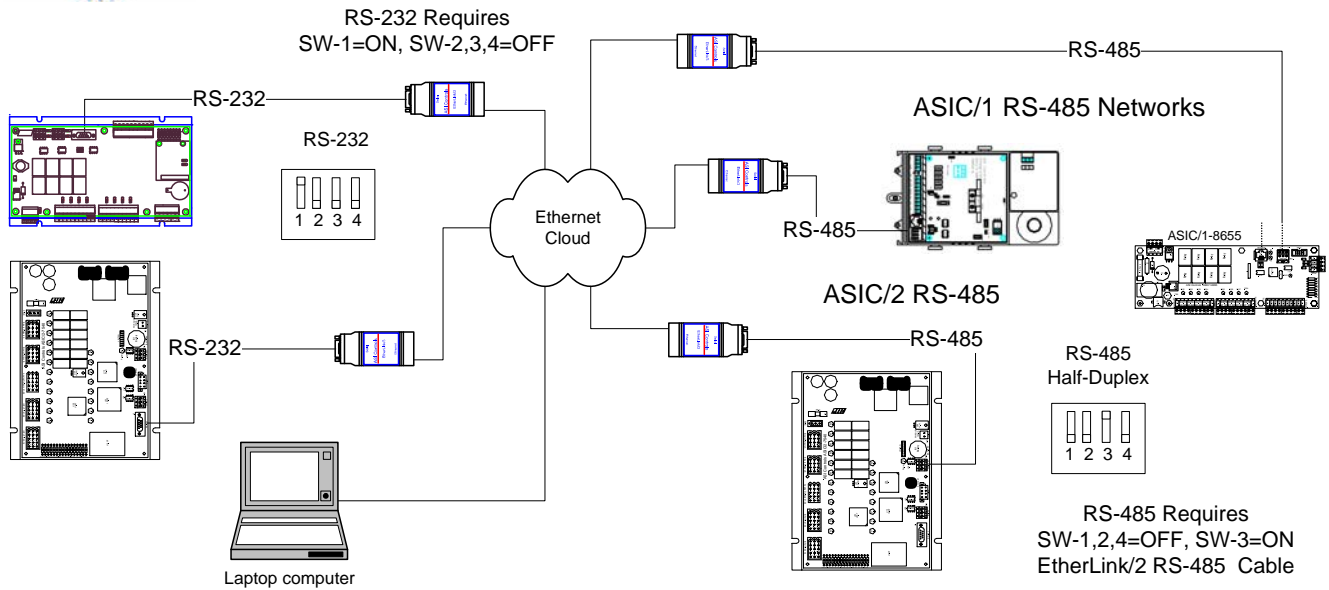 RS-232 Requires
SW-1=ON, SW-2,3,4=OFF
RS-232
RS-485
ASIC/1 RS-485 Networks
RS-232
1 2 3 4
Ethernet
Cloud
RS-485
ASIC/1-8655
ASIC/2 RS-485
RS-232
RS-485
RS-485
Half-Duplex
1 2 3 4
RS-485 Requires
SW-1,2,4=OFF, SW-3=ON
EtherLink/2 RS-485 Cable
Laptop computer